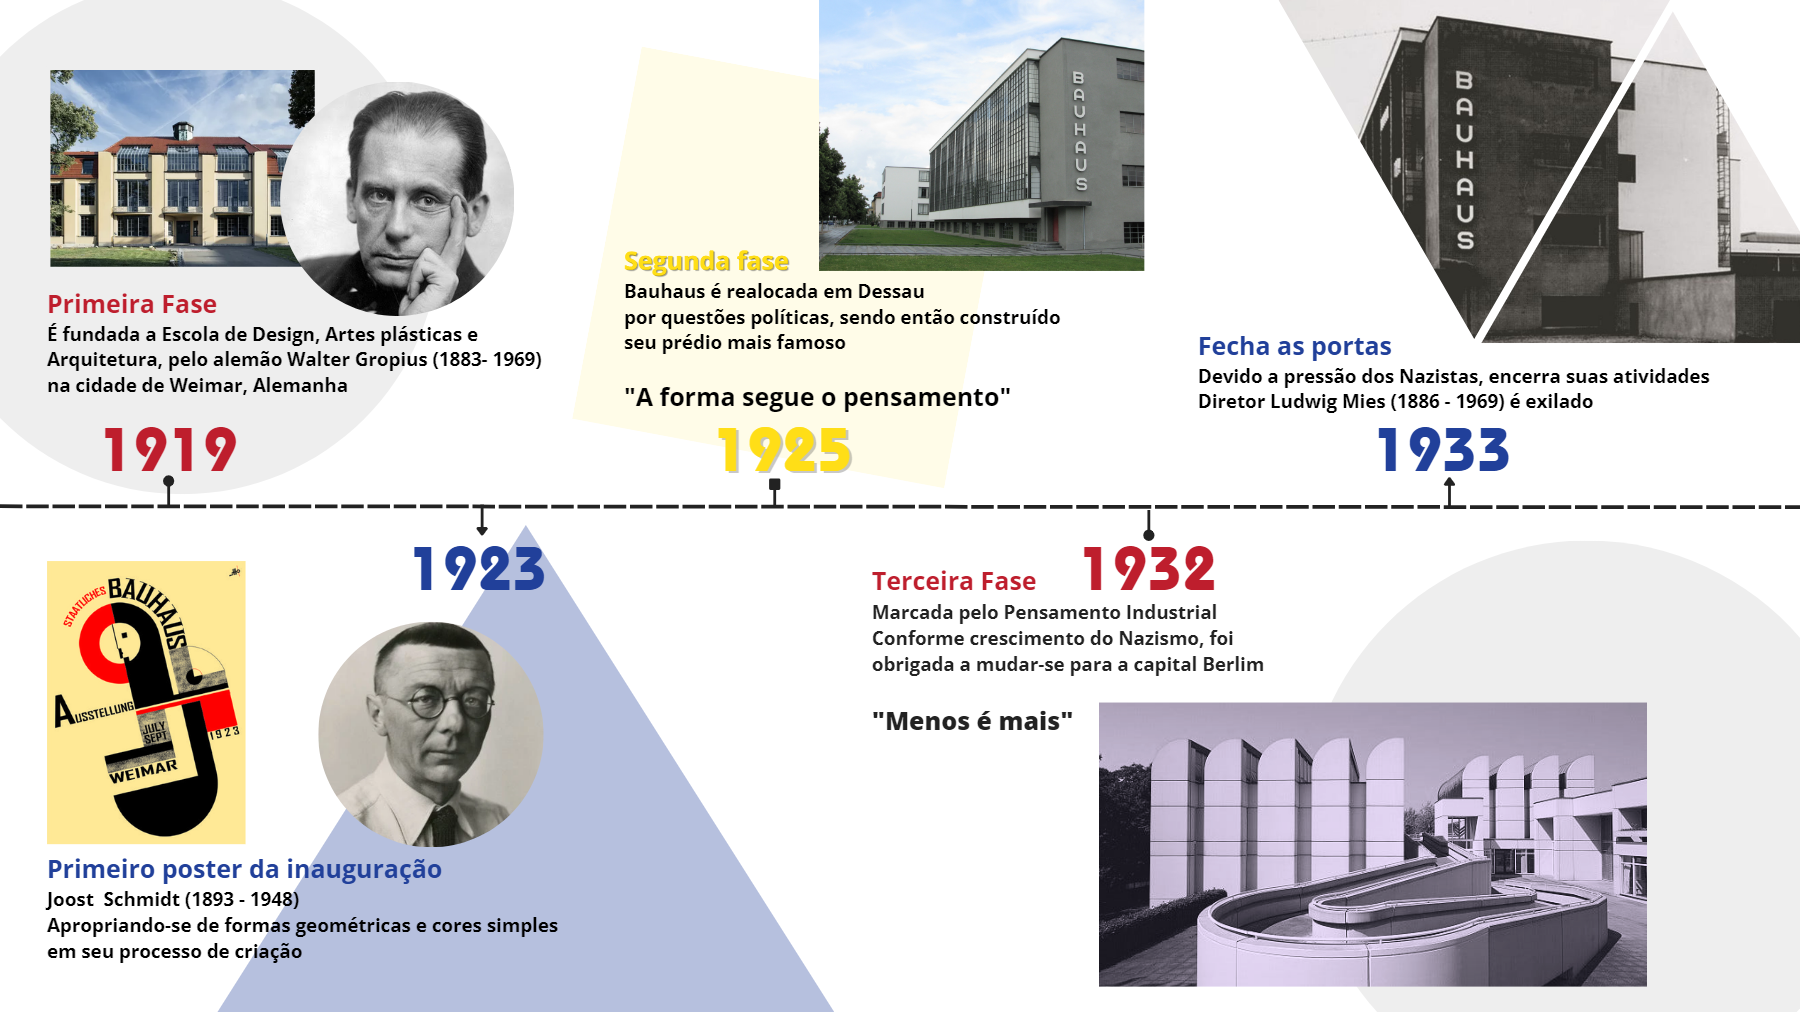 Primeira Fase
É fundada a Escola de Design, Artes plásticas e
Arquitetura, pelo alemão Walter Gropius (1883- 1969)
na cidade de Weimar, Alemanha
1919
STAATLICHES
BAUHAUS
AUSSTELLUNG
JULY
SEPT
1923
WEIMAR
1923
Primeiro poster da inauguração
Joost  Schmidt (1893 - 1948)
Apropriando-se de formas geométricas e cores simples
em seu processo de criação
BAUHAUS
Segunda fase
Bauhaus é realocada em Dessau
por questões políticas, sendo então construído
seu prédio mais famoso
"A forma segue o pensamento"
1925
1932
Terceira Fase
Marcada pelo Pensamento Industrial
Conforme crescimento do Nazismo, foi
obrigada a mudar-se para a capital Berlim
"Menos é mais"
BAUHAUS
Fecha as portas
Devido a pressão dos Nazistas, encerra suas atividades
Diretor Ludwig Mies (1886 - 1969) é exilado
1933